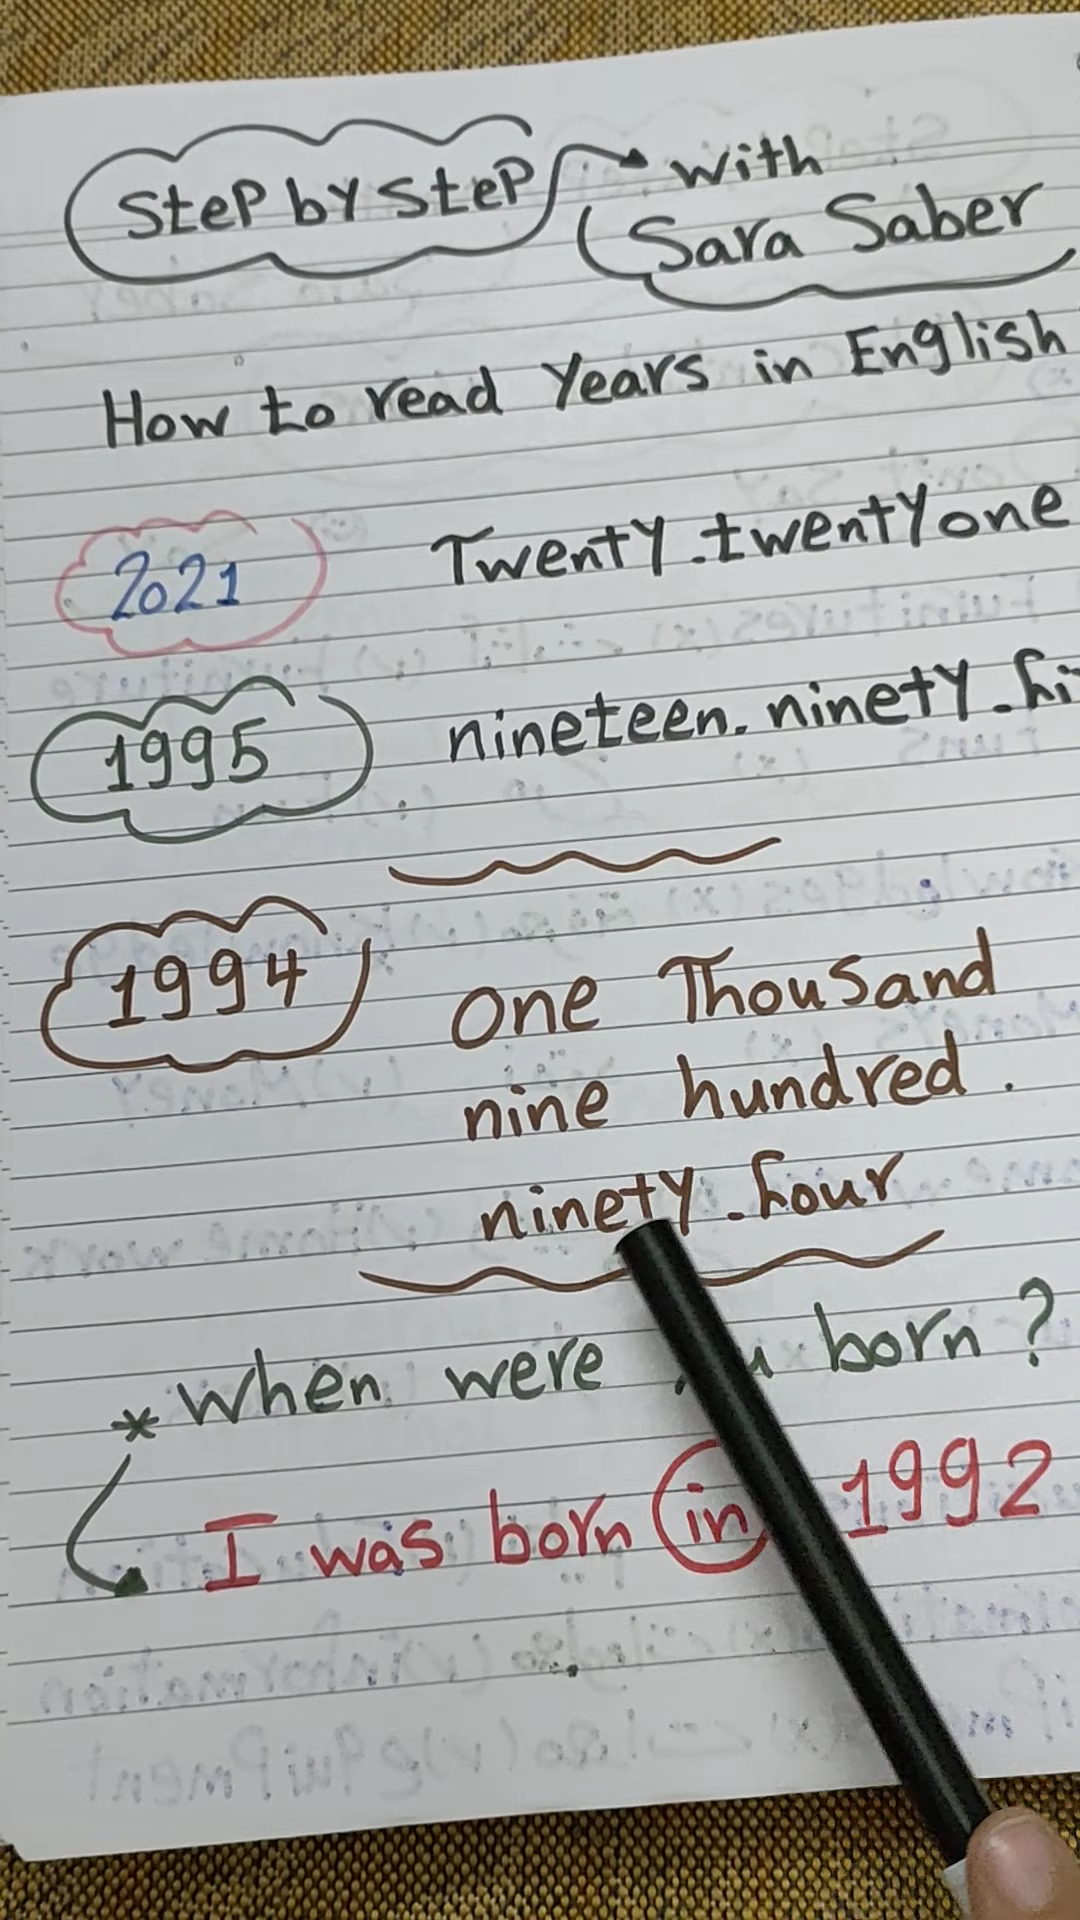 Step by step with
Sara Saber
How to read years in English
2021 Twenty.twenty one
1995 nineteen.ninety-fi
1994 one Thousand
nine hundred.
ninety-four
* When were born ?
I was born in 1992